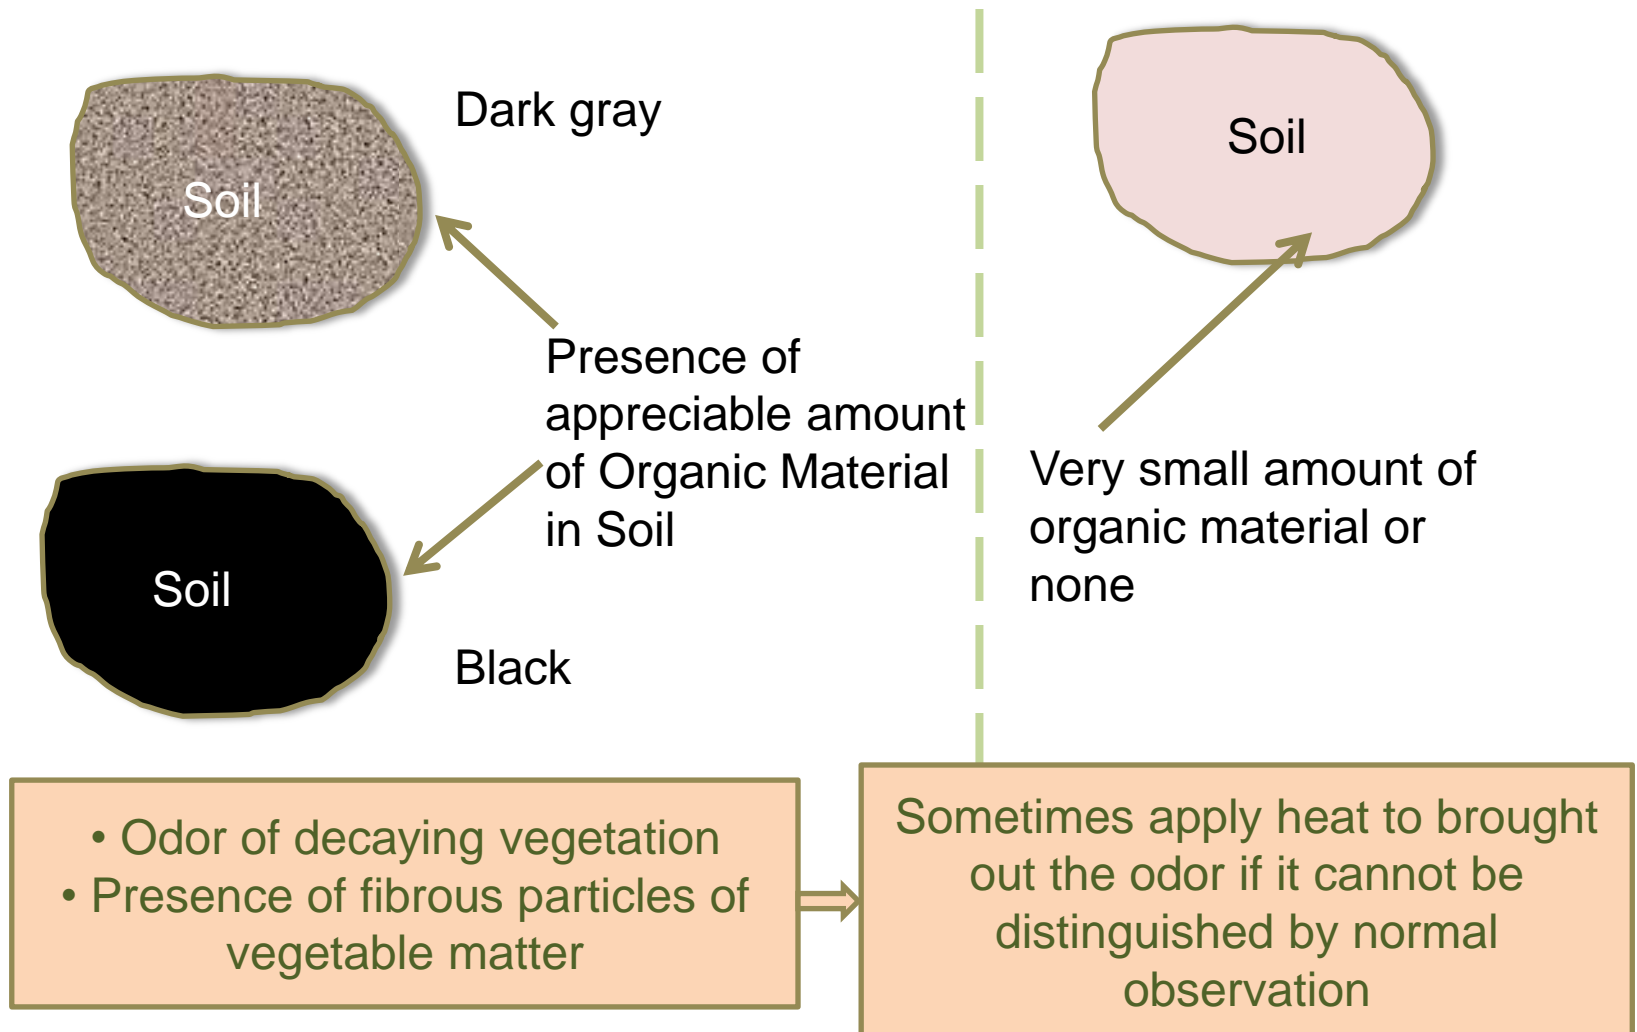 Dark gray
Soil
Presence of
appreciable amount
of Organic Material
in Soil
Soil
Black
Soil
Very small amount of
organic material or
none
• Odor of decaying vegetation
• Presence of fibrous particles of
vegetable matter
Sometimes apply heat to brought
out the odor if it cannot be
distinguished by normal
observation